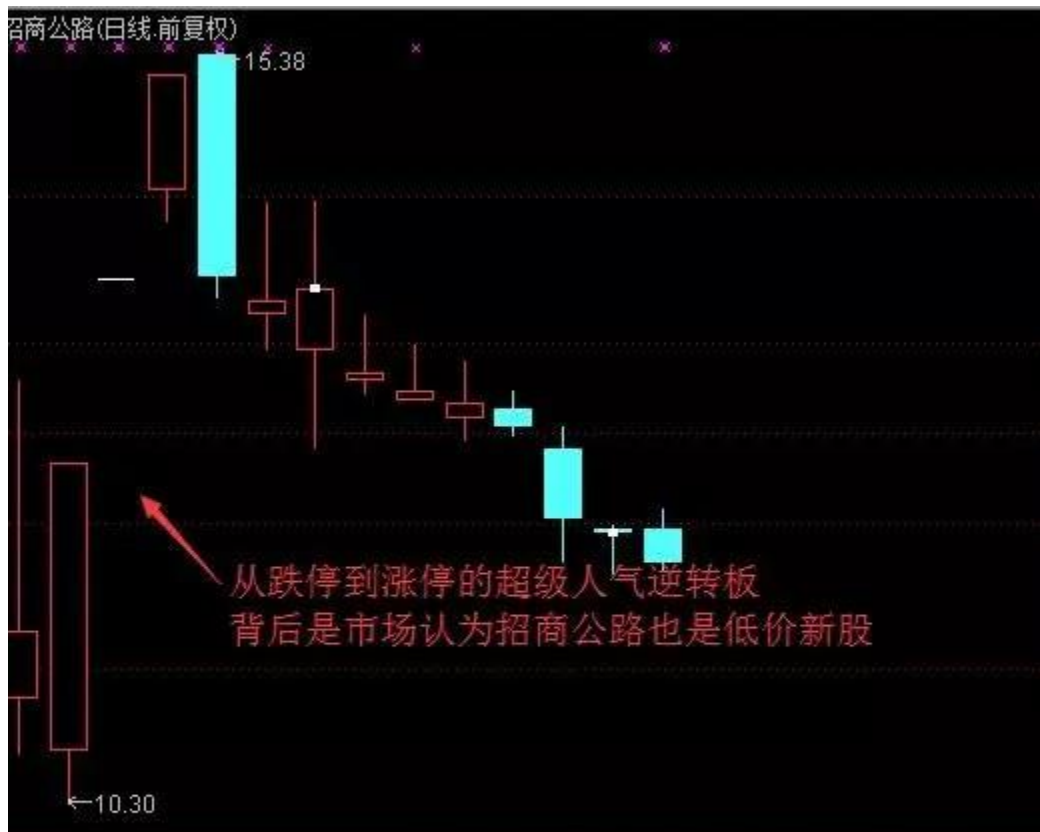 招商公路(日线.前复权)
15.38
从跌停到涨停的超级人气逆转板
背后是市场认为招商公路也是低价新股
10.30